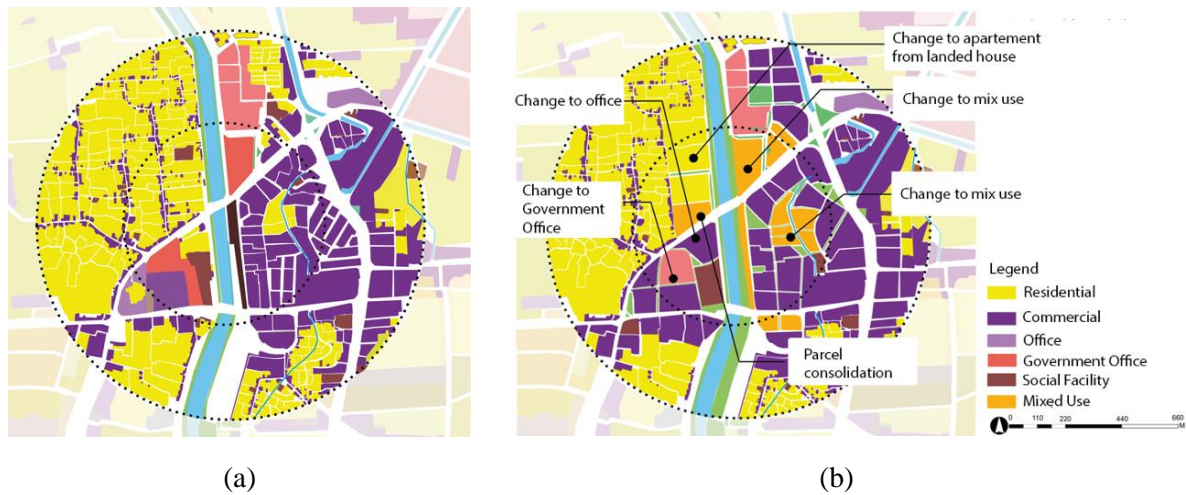 Change to apartement
from landed house
Change to office
Change to mix use
Change to
Government
Office
Change to mix use
Parcel
consolidation
Legend
Residential
Commercial
Office
Government Office
Social Facility
Mixed Use
0 110 220 440 660
M
(a) (b)